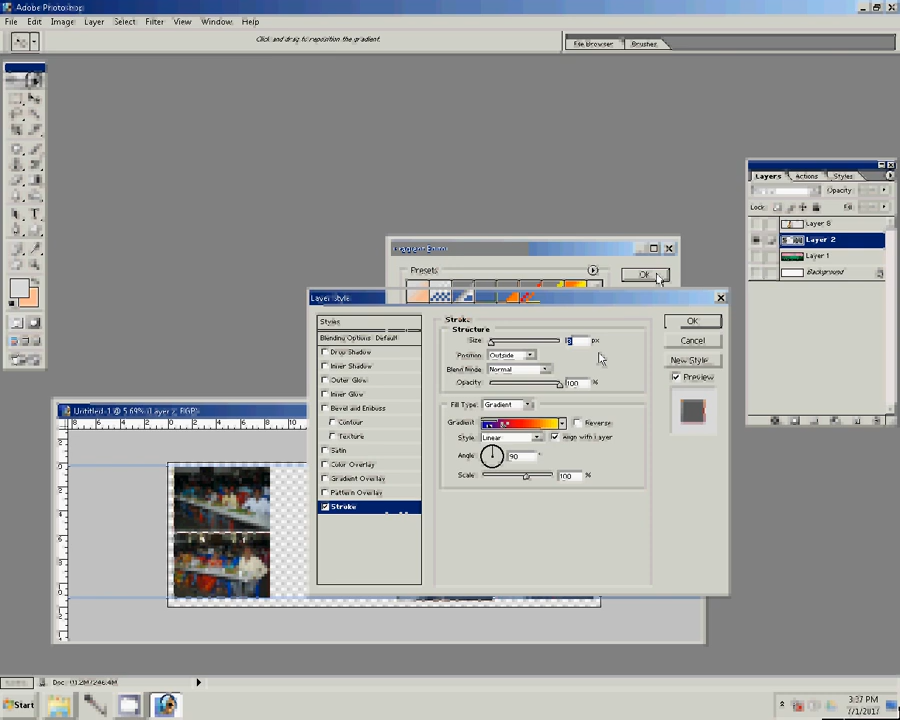 Adobe Photoshop
File Edit Image Layer Select Filter View Window Help
Click and drag to reposition the gradient.
File Browser Brushes
Layers Actions Styles
Opacity:
Lock: Fill:
Layer 8
Layer 2
Layer 1
Background
Gradient Editor
Presets
OK
Layer Style
Styles
Blending Options: Default
Drop Shadow
Inner Shadow
Outer Glow
Inner Glow
Bevel and Emboss
Contour
Texture
Satin
Color Overlay
Gradient Overlay
Pattern Overlay
Stroke
Stroke
Structure
Size: px
Position: Outside
Blend Mode: Normal
Opacity: 100 %
Fill Type: Gradient
Gradient: Reverse
Style: Linear Align with Layer
Angle: 90 °
Scale: 100 %
OK
Cancel
New Style...
Preview
Untitled-1 @ 5.69% (Layer 2, RGB)
Start
3:37 PM
7/1/2017